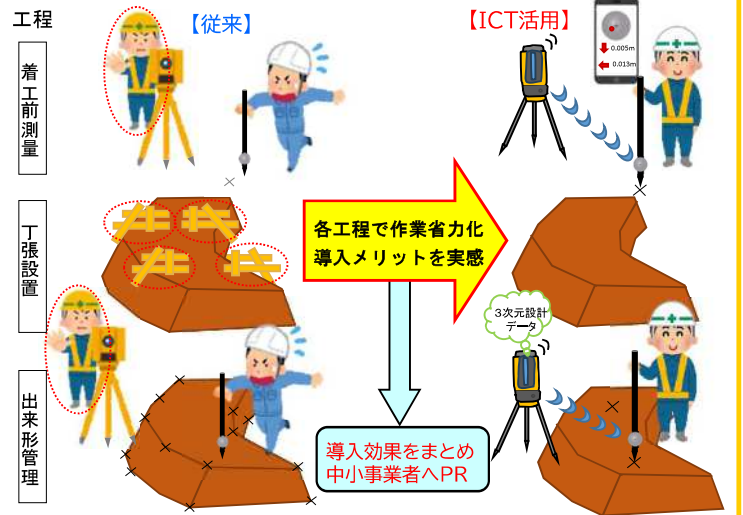 工程
【従来】
【ICT活用】
0.005m
0.013m
着工前測量
各工程で作業省力化
導入メリットを実感
丁張設置
3次元設計
データ
出来形管理
導入効果をまとめ
中小事業者へPR